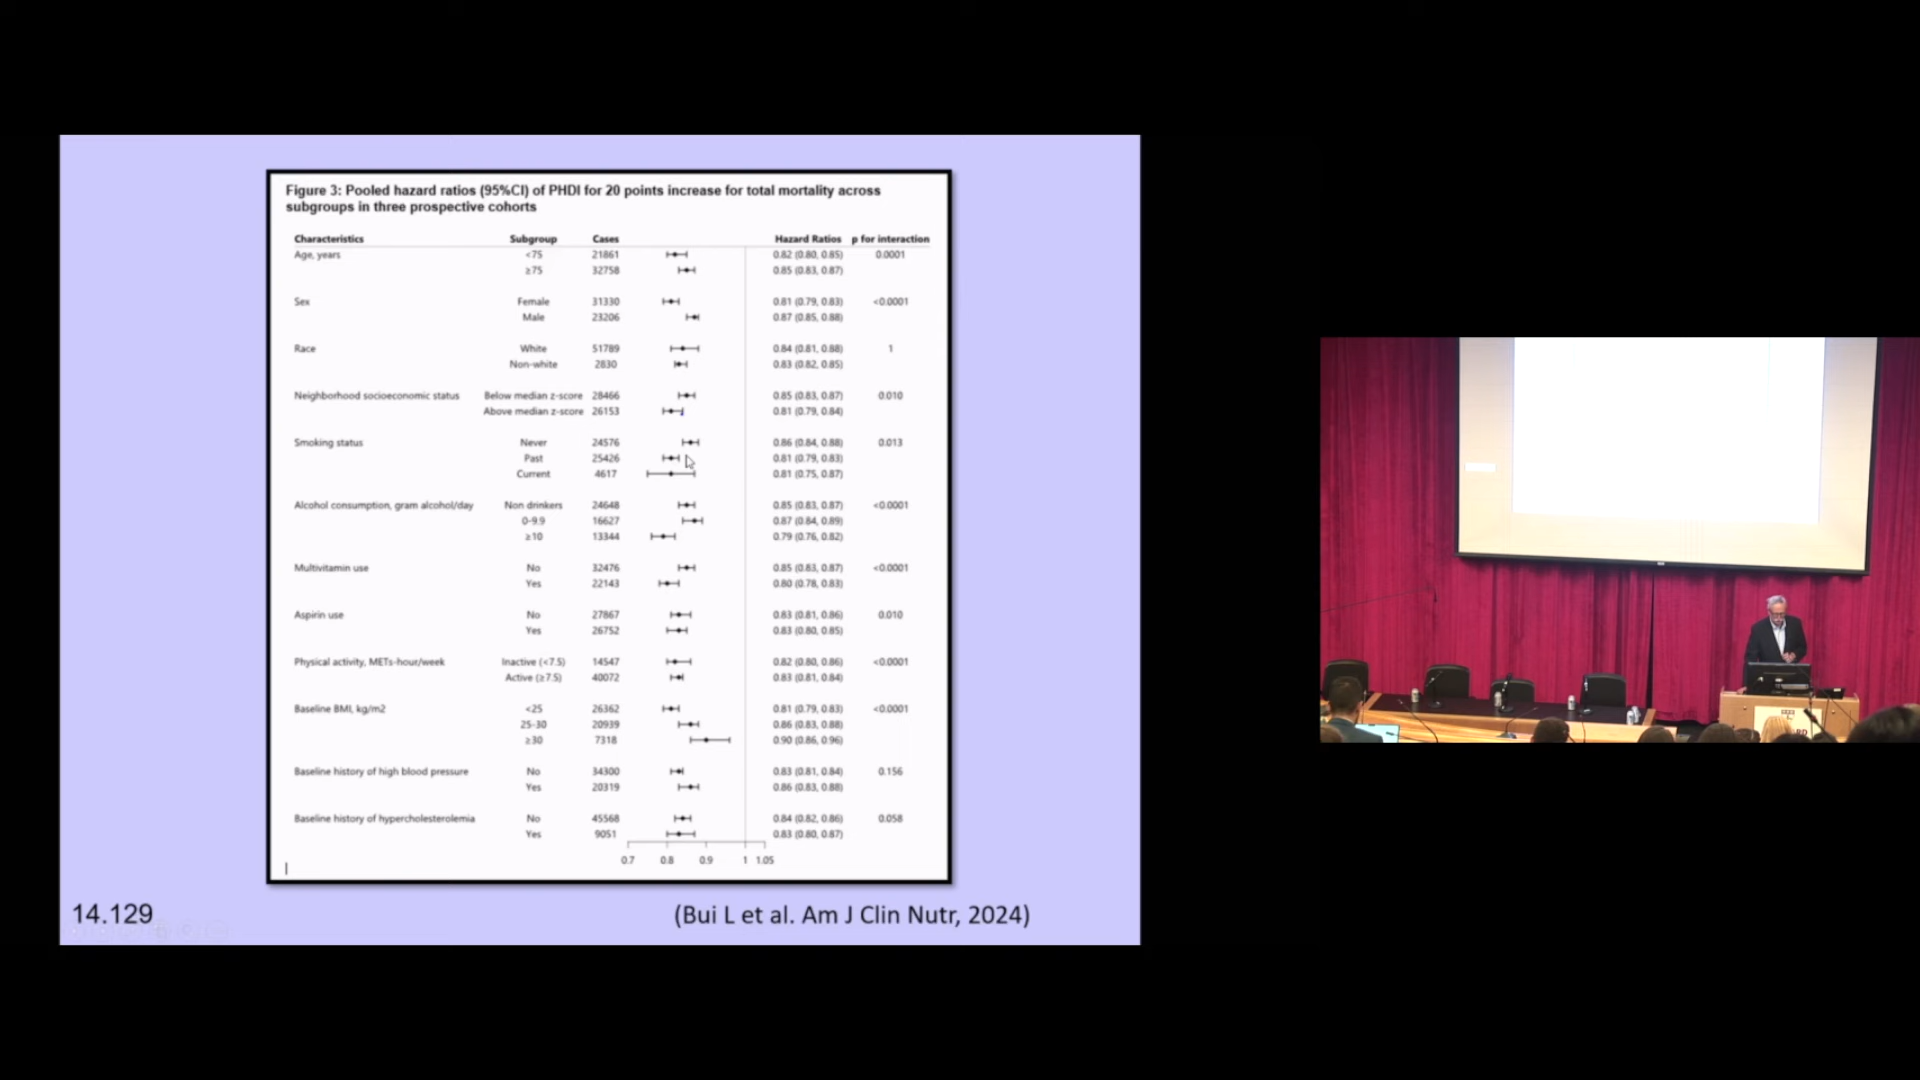 Figure 3: Pooled hazard ratios (95%CI) of PHDI for 20 points increase for total mortality across
subgroups in three prospective cohorts
Characteristics Subgroup Cases Hazard Ratios p for interaction
Age, years <75 21861 0.82 (0.80, 0.85) 0.0001
≥75 32758 0.85 (0.83, 0.87)
Sex Female 31330 0.81 (0.79, 0.83) <0.0001
Male 23206 0.87 (0.85, 0.88)
Race White 51789 0.84 (0.81, 0.88) 1
Non-white 2830 0.83 (0.82, 0.85)
Neighborhood socioeconomic status Below median z-score 28466 0.85 (0.83, 0.87) 0.010
Above median z-score 26153 0.81 (0.79, 0.84)
Smoking status Never 24576 0.86 (0.84, 0.88) 0.013
Past 25426 0.81 (0.79, 0.83)
Current 4617 0.81 (0.75, 0.87)
Alcohol consumption, gram alcohol/day Non drinkers 24648 0.85 (0.83, 0.87) <0.0001
0-9.9 16627 0.87 (0.84, 0.89)
≥10 13344 0.79 (0.76, 0.82)
Multivitamin use No 32476 0.85 (0.83, 0.87) <0.0001
Yes 22143 0.80 (0.78, 0.83)
Aspirin use No 27867 0.83 (0.81, 0.86) 0.010
Yes 26752 0.83 (0.80, 0.85)
Physical activity, METs-hour/week Inactive (<7.5) 14547 0.82 (0.80, 0.86) <0.0001
Active (≥7.5) 40072 0.83 (0.81, 0.84)
Baseline BMI, kg/m2 <25 26362 0.81 (0.79, 0.83) <0.0001
25-30 20939 0.86 (0.83, 0.88)
≥30 7318 0.90 (0.86, 0.96)
Baseline history of high blood pressure No 34300 0.83 (0.81, 0.84) 0.156
Yes 20319 0.86 (0.83, 0.88)
Baseline history of hypercholesterolemia No 45568 0.84 (0.82, 0.86) 0.058
Yes 9051 0.83 (0.80, 0.87)
0.7 0.8 0.9 1 1.05
14.129 (Bui L et al. Am J Clin Nutr, 2024)